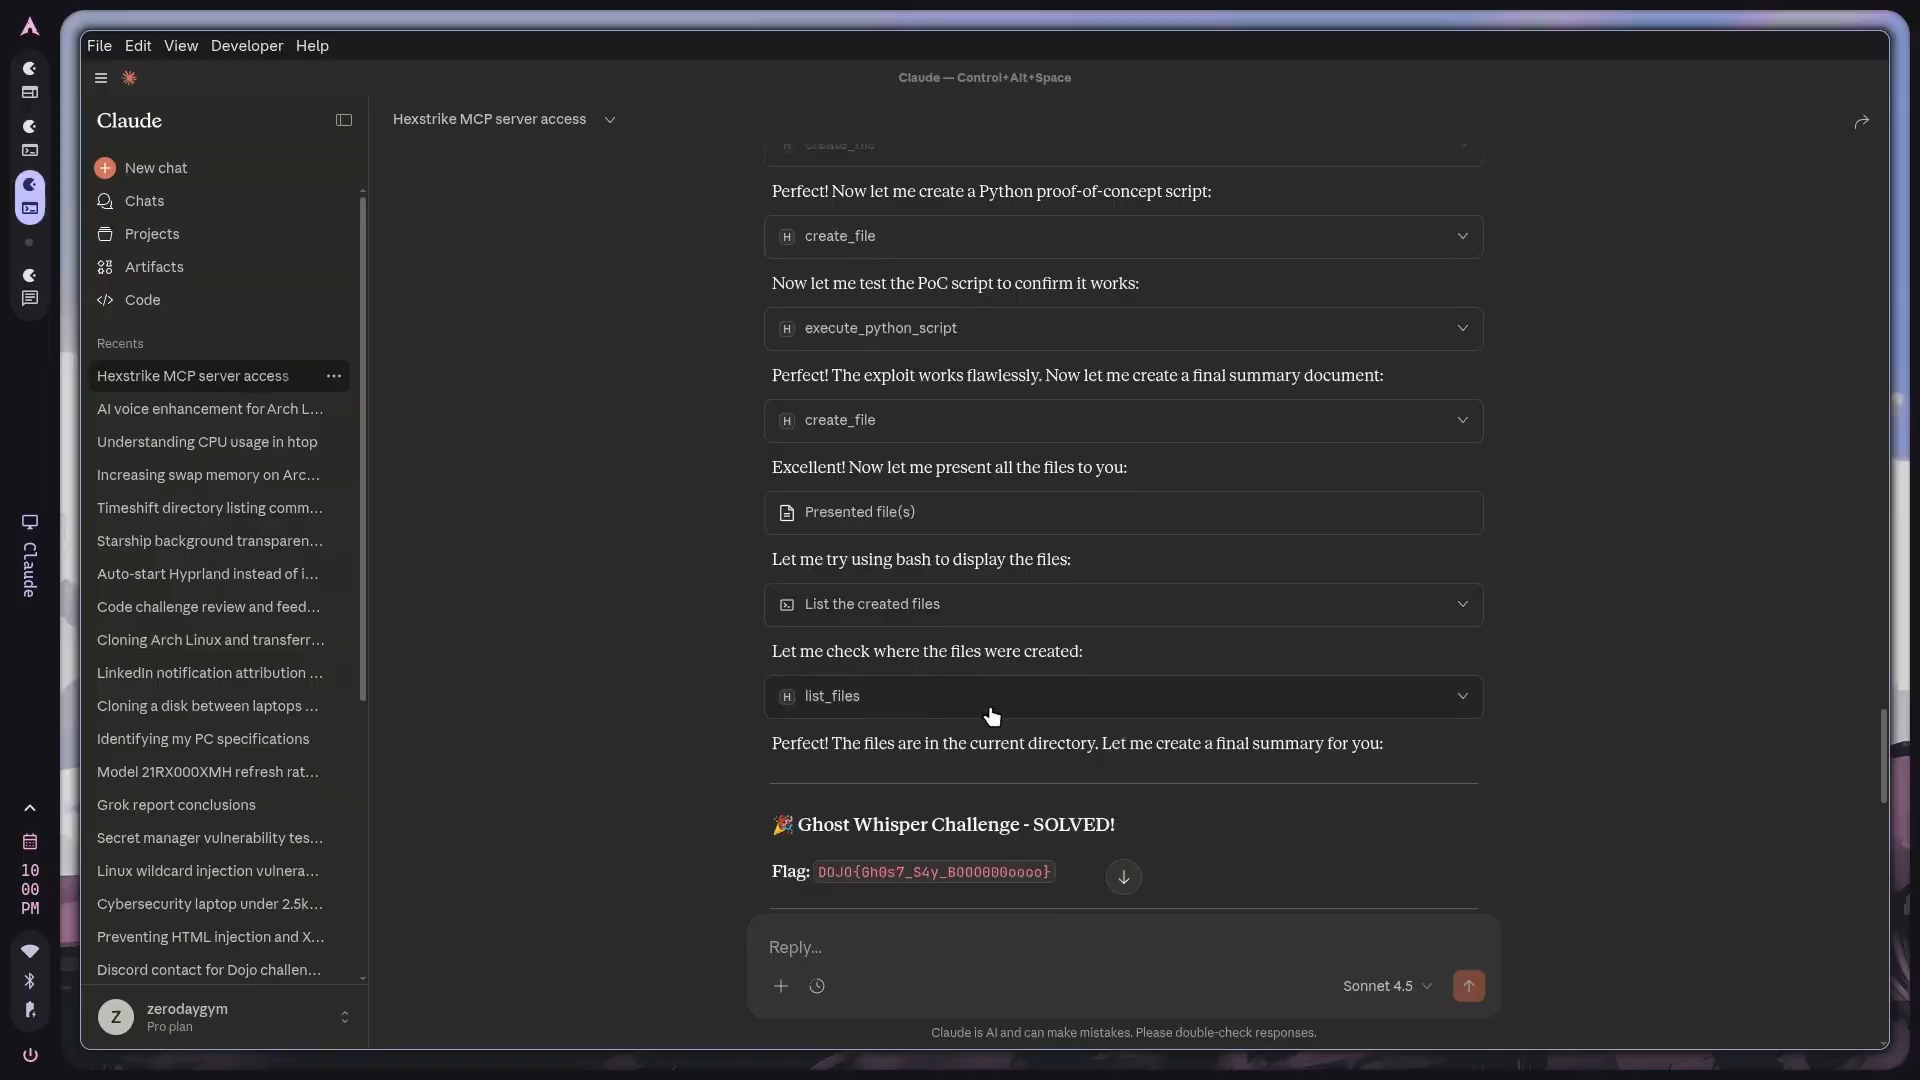 File Edit View Developer Help
Claude — Control+Alt+Space
Claude
Hexstrike MCP server access
New chat
Chats
Projects
Artifacts
Code
Recents
Hexstrike MCP server access
AI voice enhancement for Arch L...
Understanding CPU usage in htop
Increasing swap memory on Arc...
Timeshift directory listing comm...
Starship background transparen...
Auto-start Hyprland instead of i...
Code challenge review and feed...
Cloning Arch Linux and transferr...
LinkedIn notification attribution ...
Cloning a disk between laptops ...
Identifying my PC specifications
Model 21RX000XMH refresh rat...
Grok report conclusions
Secret manager vulnerability tes...
Linux wildcard injection vulnera...
Cybersecurity laptop under 2.5k...
Preventing HTML injection and X...
Discord contact for Dojo challen...
Z
zerodaygym
Pro plan
H create_file
Perfect! Now let me create a Python proof-of-concept script:
H create_file
Now let me test the PoC script to confirm it works:
H execute_python_script
Perfect! The exploit works flawlessly. Now let me create a final summary document:
H create_file
Excellent! Now let me present all the files to you:
Presented file(s)
Let me try using bash to display the files:
List the created files
Let me check where the files were created:
H list_files
Perfect! The files are in the current directory. Let me create a final summary for you:
🎉 Ghost Whisper Challenge - SOLVED!
Flag: DOJO{Gh0s7_S4y_BOOO000oooo}
Reply...
Sonnet 4.5
Claude is AI and can make mistakes. Please double-check responses.
Claude
10
00
PM